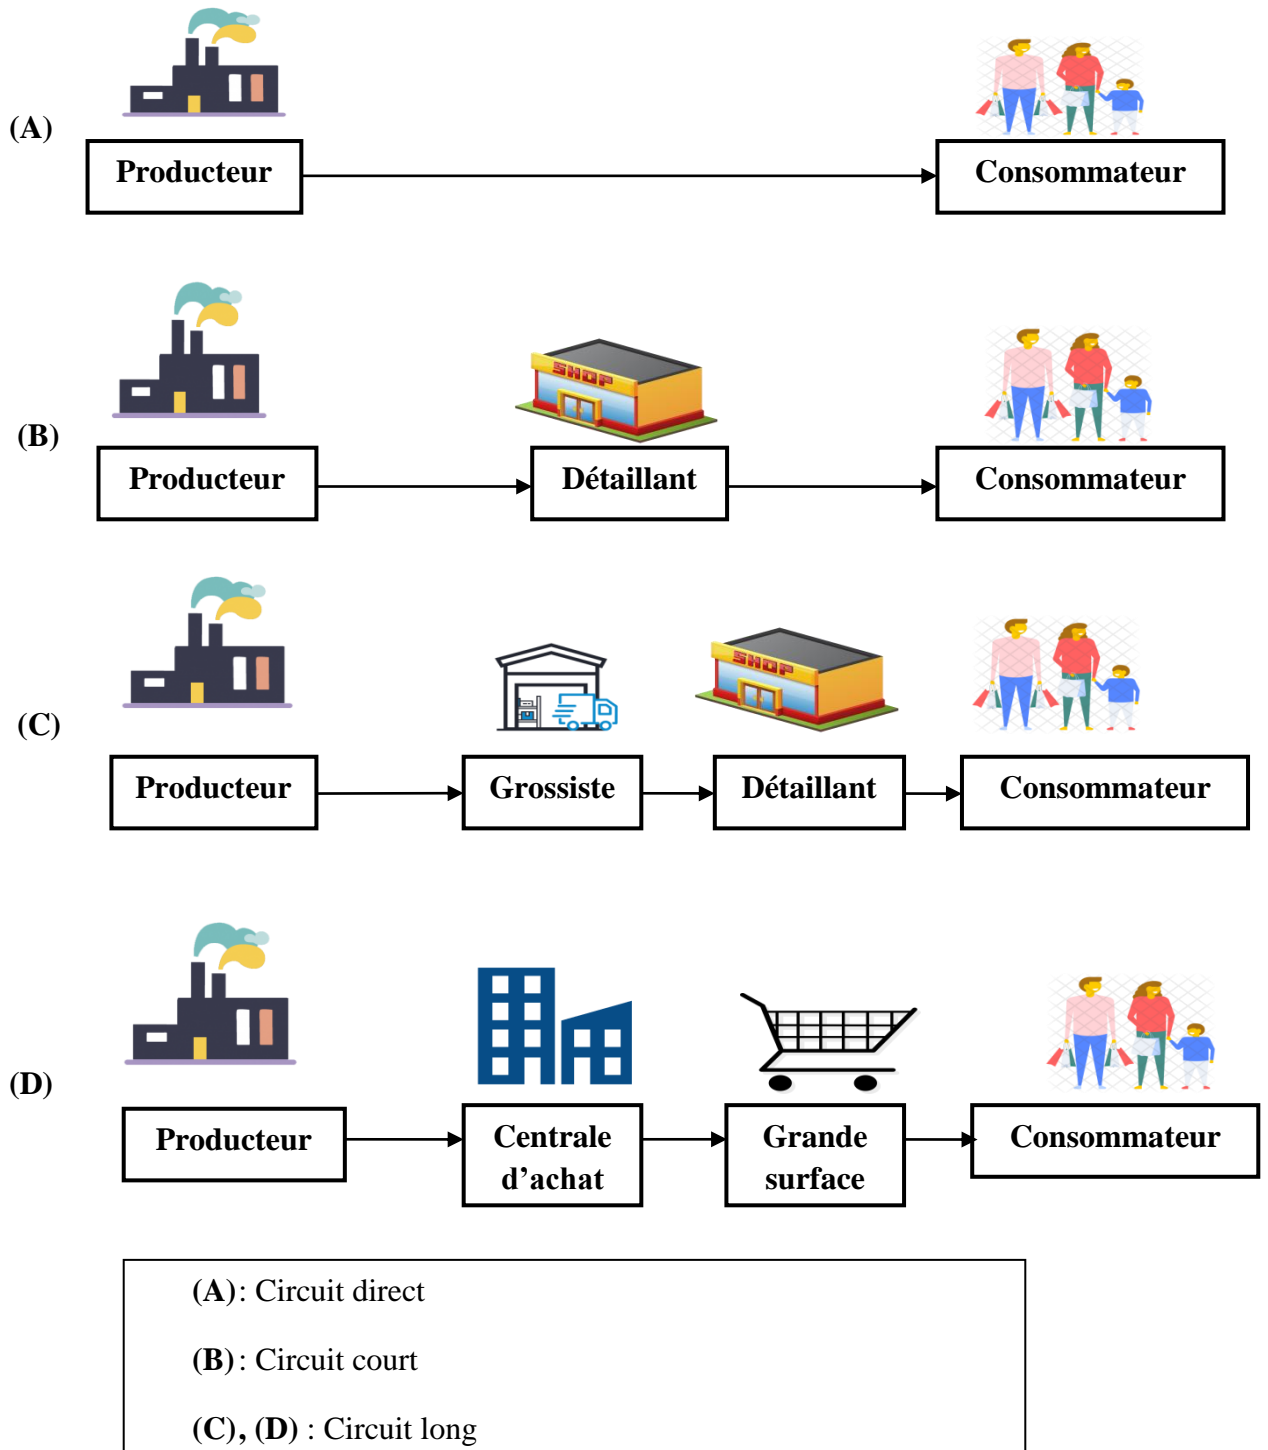 (A)
Producteur
Consommateur
SHOP
(B)
Producteur
Détaillant
Consommateur
SHOP
(C)
Producteur
Grossiste
Détaillant
Consommateur
(D)
Producteur
Centrale
d’achat
Grande
surface
Consommateur
(A): Circuit direct
(B): Circuit court
(C), (D) : Circuit long